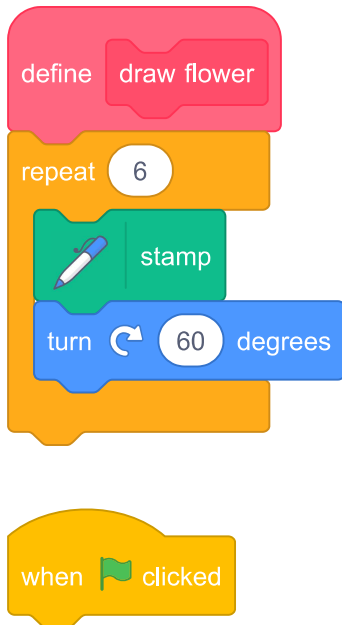 define draw flower
repeat 6
stamp
turn 60 degrees
when clicked